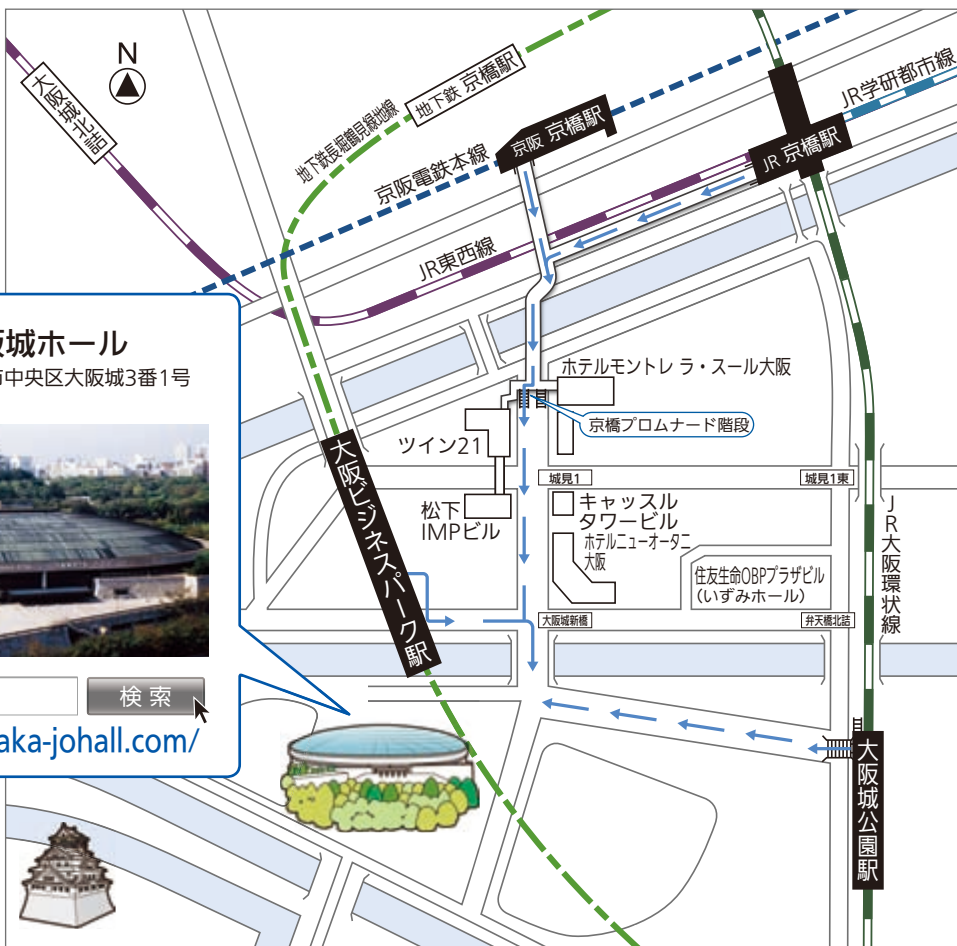 N
大阪城北詰
地下鉄長堀鶴見緑地線
地下鉄 京橋駅
京阪電鉄本線
京阪 京橋駅
JR学研都市線
JR 京橋駅
JR東西線
阪城ホール
市中央区大阪城3番1号
検 索
aka-johall.com/
ホテルモントレ ラ・スール大阪
京橋プロムナード階段
ツイン21
松下
IMPビル
城見1
城見1東
キャッスル
タワービル
ホテルニューオータニ
大阪
住友生命OBPプラザビル
(いずみホール)
大阪ビジネスパーク駅
大阪城新橋
弁天橋北詰
JR大阪環状線
大阪城公園駅